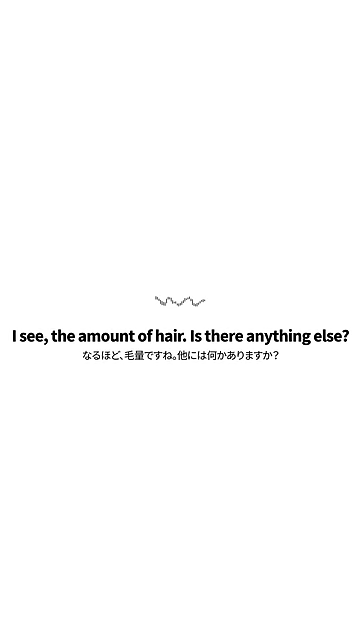 I see, the amount of hair. Is there anything else?
なるほど、毛量ですね。他には何かありますか？